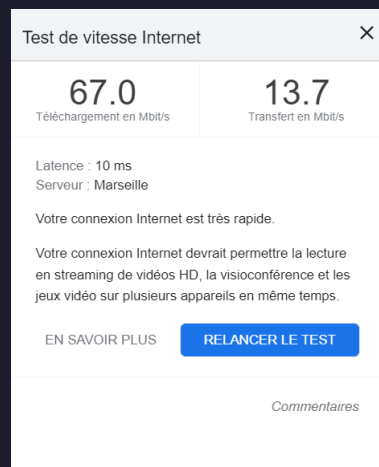 Test de vitesse Internet
67.0
Téléchargement en Mbit/s
13.7
Transfert en Mbit/s
Latence : 10 ms
Serveur : Marseille
Votre connexion Internet est très rapide.
Votre connexion Internet devrait permettre la lecture
en streaming de vidéos HD, la visioconférence et les
jeux vidéo sur plusieurs appareils en même temps.
EN SAVOIR PLUS
RELANCER LE TEST
Commentaires